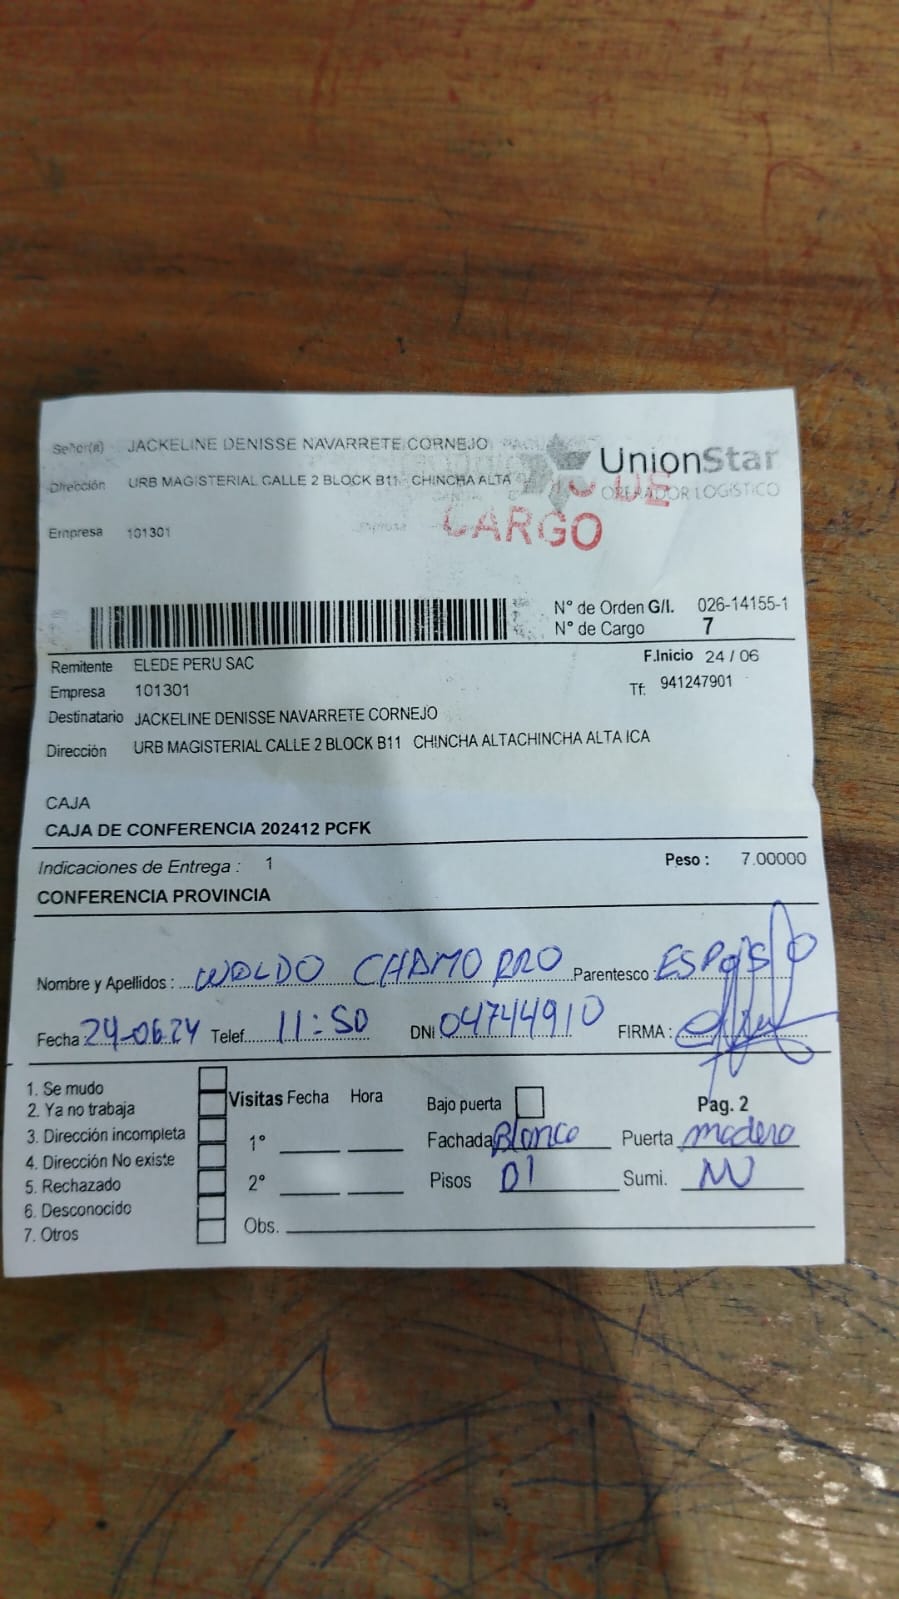 Señor(a) JACKELINE DENISSE NAVARRETE CORNEJO
UnionStar
Dirección URB MAGISTERIAL CALLE 2 BLOCK B11 CHINCHA ALTA
OPERADOR LOGISTICO
DE
CARGO
Empresa 101301
N° de Orden G/I. 026-14155-1
N° de Cargo 7
Remitente ELEDE PERU SAC
F.Inicio 24 / 06
Empresa 101301
Tf: 941247901
Destinatario JACKELINE DENISSE NAVARRETE CORNEJO
Dirección URB MAGISTERIAL CALLE 2 BLOCK B11 CHINCHA ALTACHINCHA ALTA ICA
CAJA
CAJA DE CONFERENCIA 202412 PCFK
Indicaciones de Entrega : 1 Peso : 7.00000
CONFERENCIA PROVINCIA
Nombre y Apellidos : WOLDO CHAMORRO Parentesco : ESPOSO
Fecha 24-06.24 Telef. 11:50 DNI 04744910 FIRMA :
1. Se mudo
2. Ya no trabaja
3. Dirección incompleta
4. Dirección No existe
5. Rechazado
6. Desconocido
7. Otros
Visitas Fecha Hora
1°
2°
Obs.
Bajo puerta Pag. 2
Fachada Blanco Puerta madera
Pisos 01 Sumi.